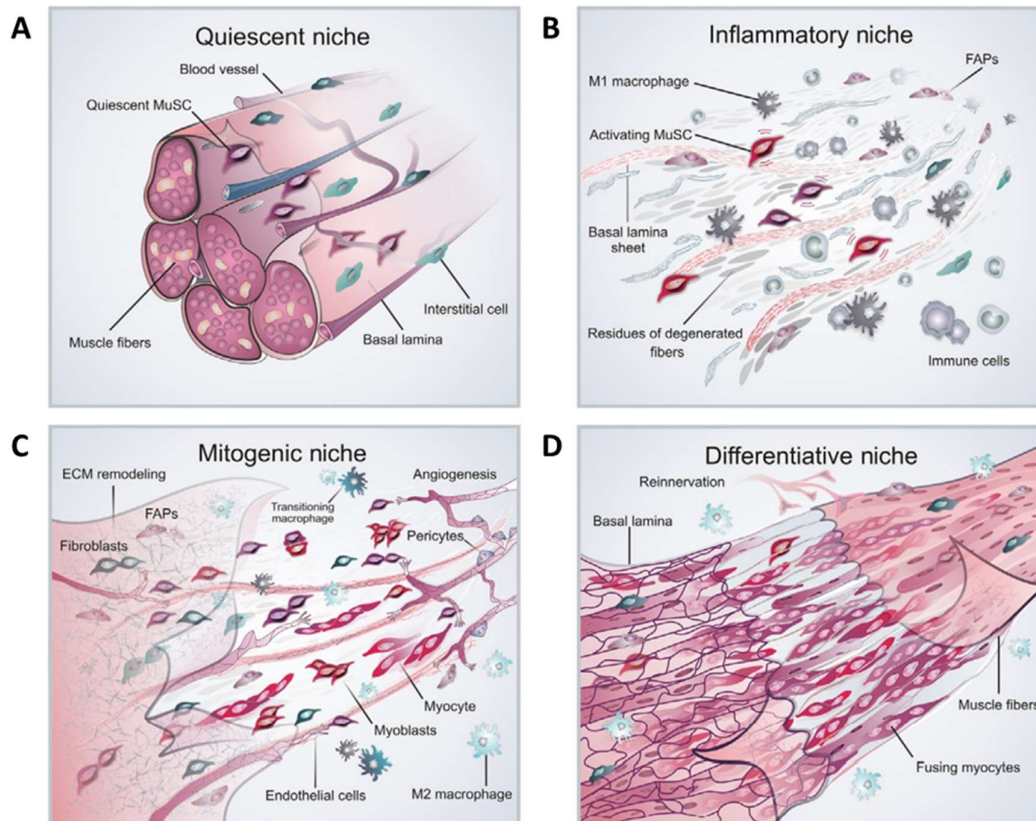 A
Quiescent niche
Blood vessel
Quiescent MuSC
Muscle fibers
Interstitial cell
Basal lamina
B
Inflammatory niche
FAPs
M1 macrophage
Activating MuSC
Basal lamina
sheet
Residues of degenerated
fibers
Immune cells
C
Mitogenic niche
ECM remodeling
FAPs
Fibroblasts
Transitioning
macrophage
Angiogenesis
Pericytes
Myocyte
Myoblasts
Endothelial cells
M2 macrophage
D
Differentiative niche
Reinnervation
Basal lamina
Muscle fibers
Fusing myocytes